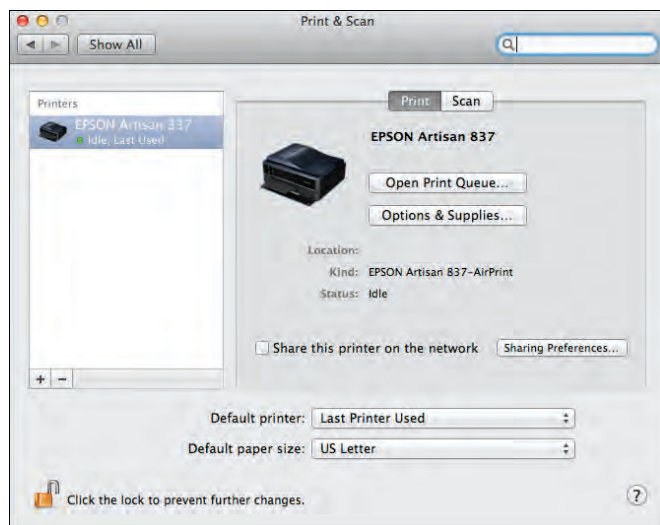 Print & Scan
Show All
Printers
EPSON Artisan 837
Idle, Last Used
Print Scan
EPSON Artisan 837
Open Print Queue...
Options & Supplies...
Location:
Kind: EPSON Artisan 837-AirPrint
Status: Idle
Share this printer on the network Sharing Preferences...
+ −
Default printer: Last Printer Used
Default paper size: US Letter
Click the lock to prevent further changes.
?